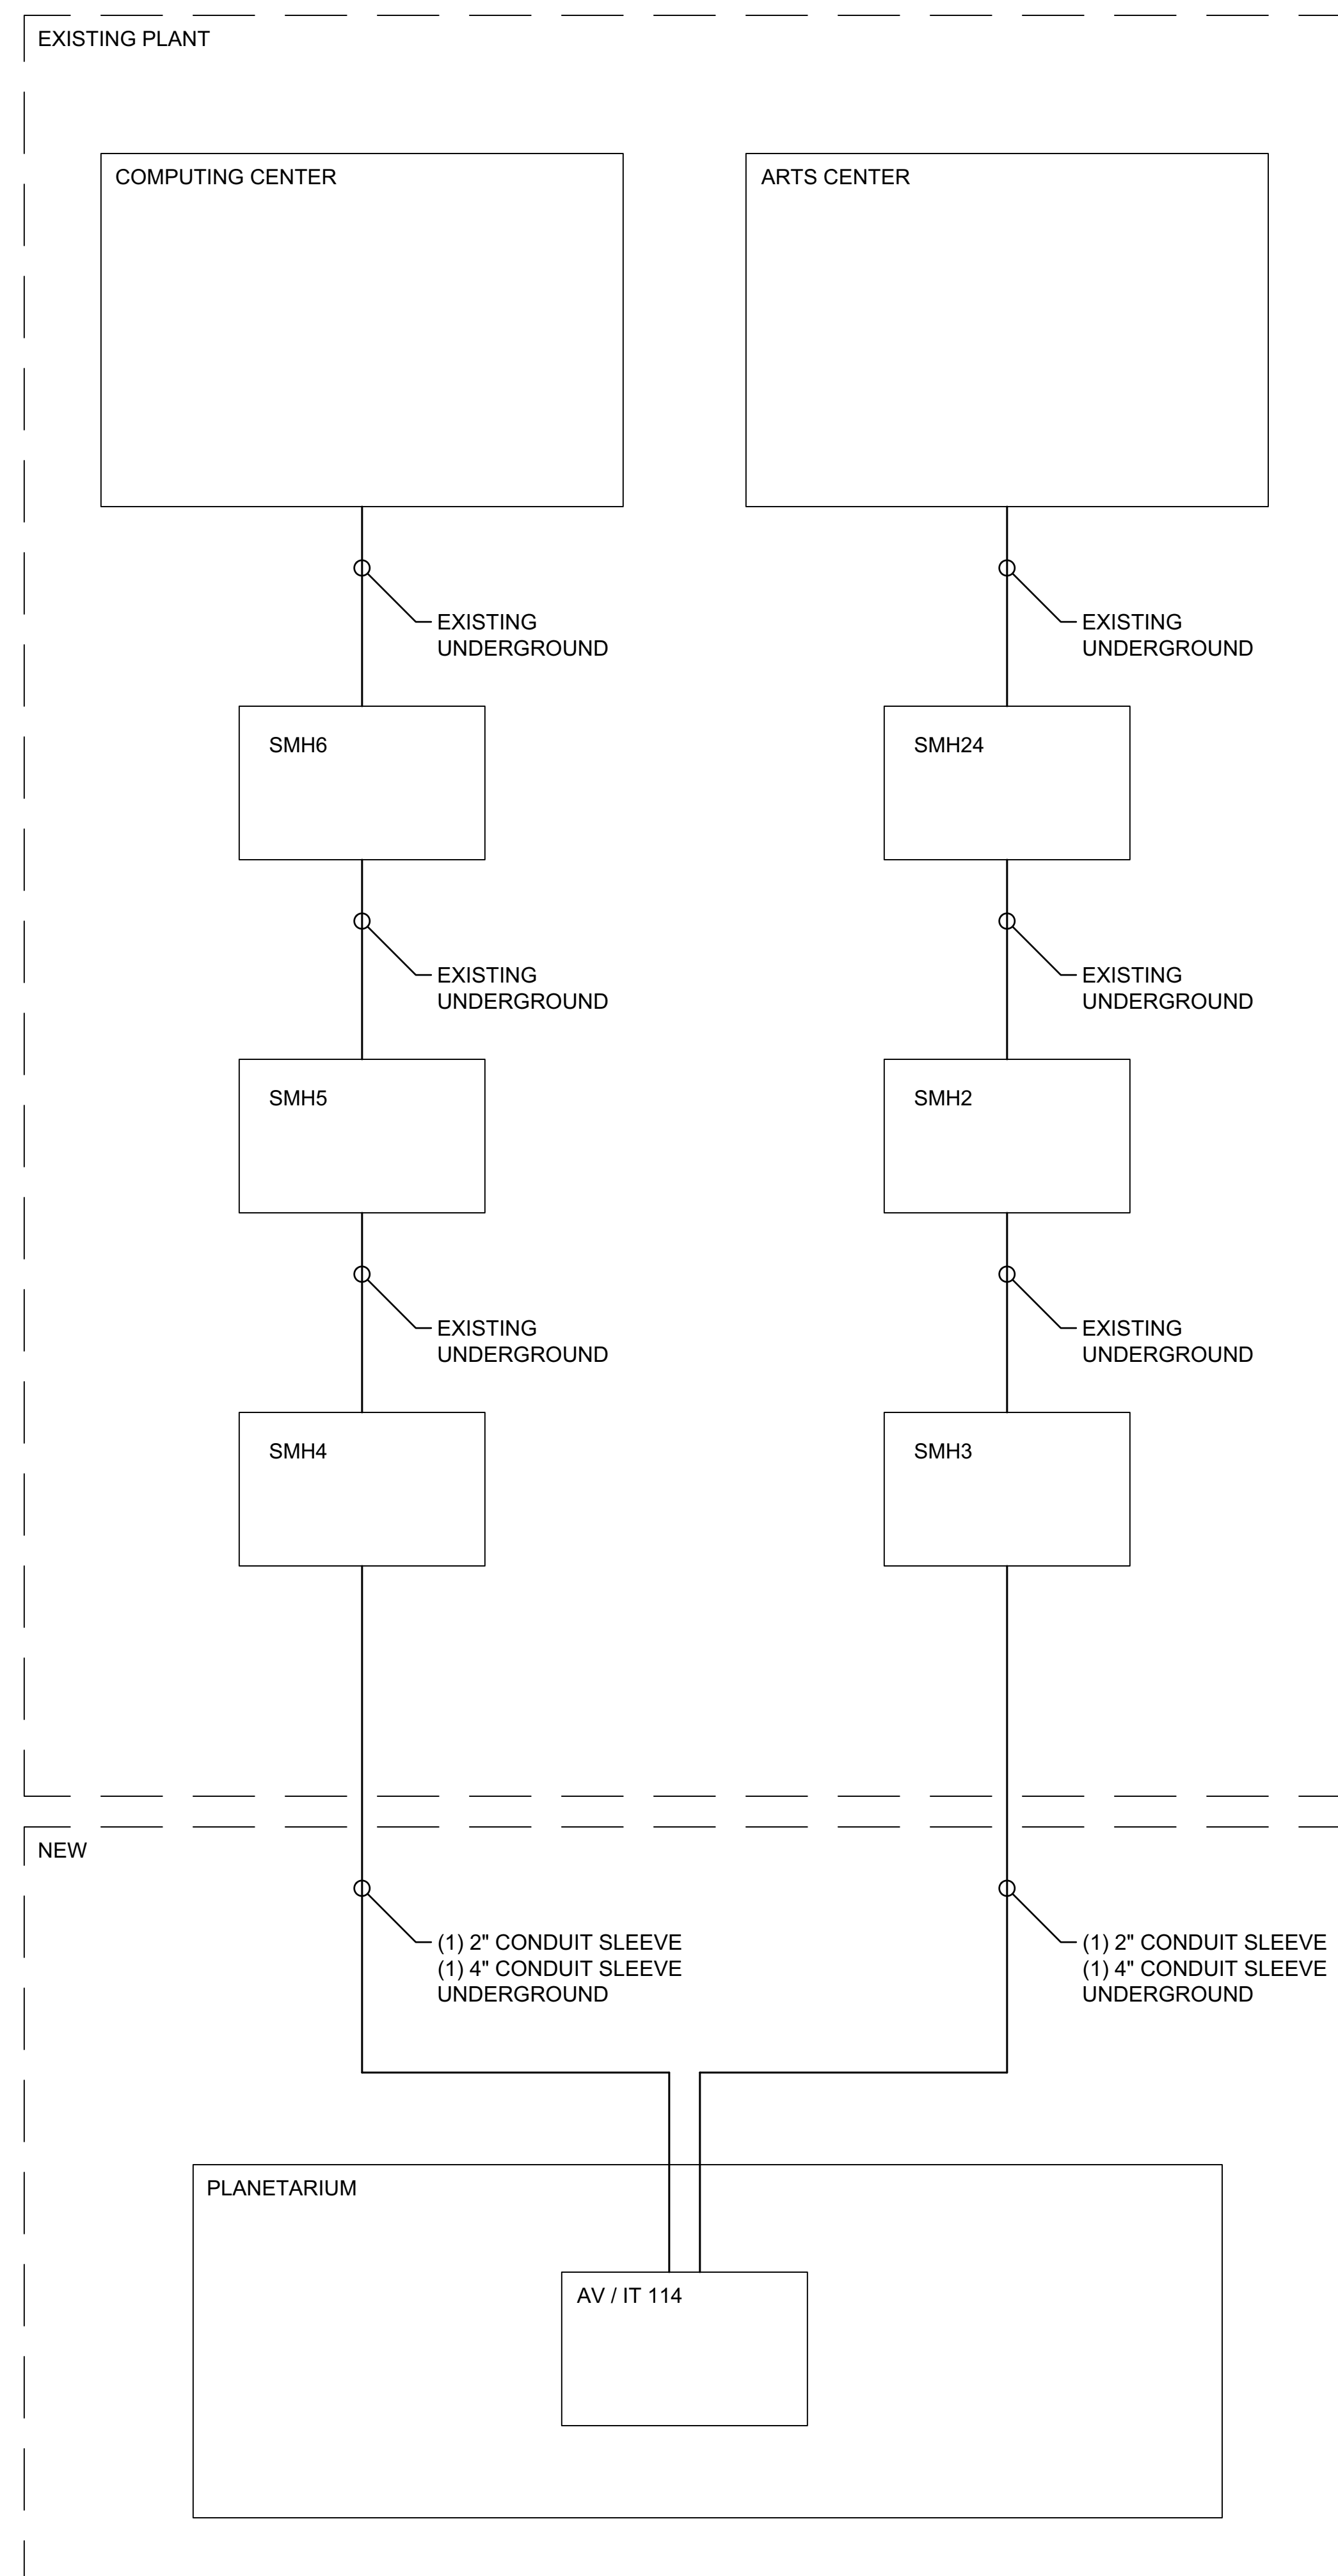 EXISTING PLANT
COMPUTING CENTER
ARTS CENTER
EXISTING
UNDERGROUND
EXISTING
UNDERGROUND
SMH6
SMH24
EXISTING
UNDERGROUND
EXISTING
UNDERGROUND
SMH5
SMH2
EXISTING
UNDERGROUND
EXISTING
UNDERGROUND
SMH4
SMH3
NEW
(1) 2" CONDUIT SLEEVE
(1) 4" CONDUIT SLEEVE
UNDERGROUND
(1) 2" CONDUIT SLEEVE
(1) 4" CONDUIT SLEEVE
UNDERGROUND
PLANETARIUM
AV / IT 114